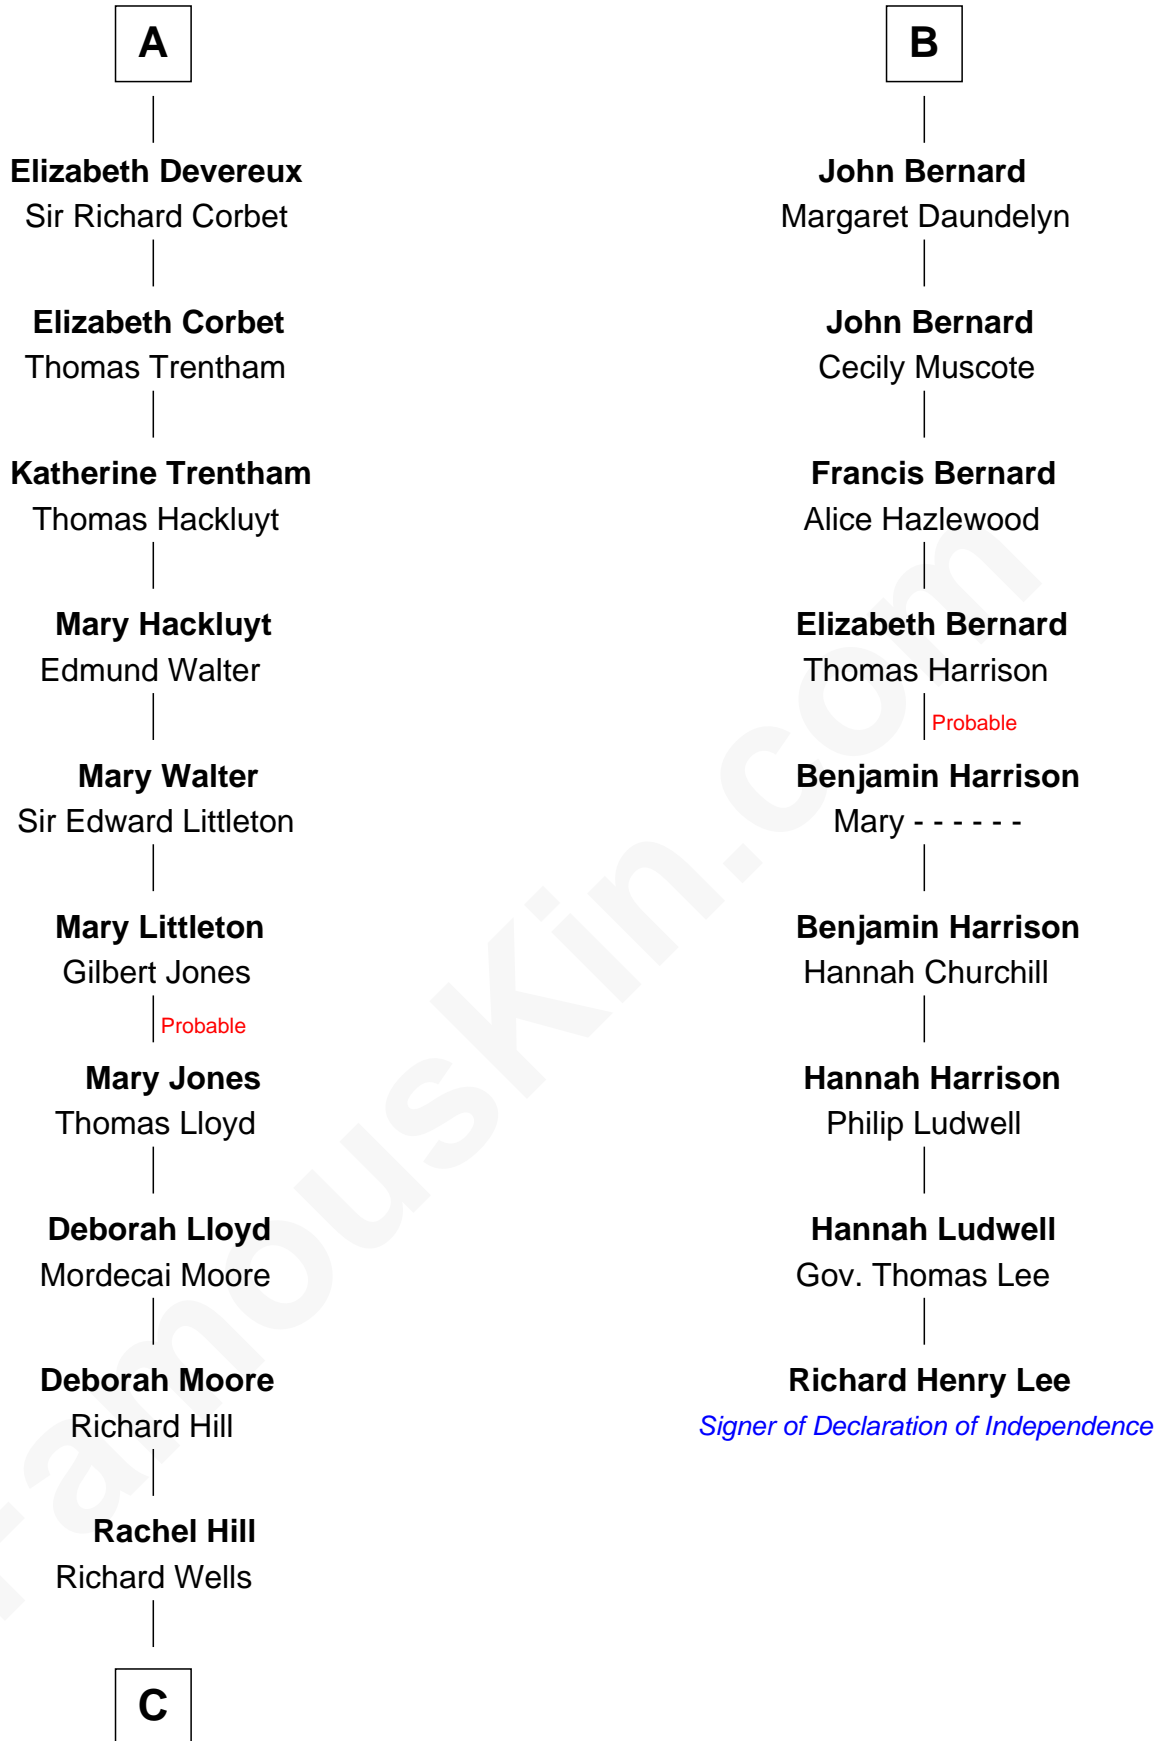 A
Elizabeth Devereux
Sir Richard Corbet
Elizabeth Corbet
Thomas Trentham
Katherine Trentham
Thomas Hackluyt
Mary Hackluyt
Edmund Walter
Mary Walter
Sir Edward Littleton
Mary Littleton
Gilbert Jones
Probable
Mary Jones
Thomas Lloyd
Deborah Lloyd
Mordecai Moore
Deborah Moore
Richard Hill
Rachel Hill
Richard Wells
C
B
John Bernard
Margaret Daundelyn
John Bernard
Cecily Muscote
Francis Bernard
Alice Hazlewood
Elizabeth Bernard
Thomas Harrison
Probable
Benjamin Harrison
Mary - - - - - -
Benjamin Harrison
Hannah Churchill
Hannah Harrison
Philip Ludwell
Hannah Ludwell
Gov. Thomas Lee
Richard Henry Lee
Signer of Declaration of Independence
FamousKin.com